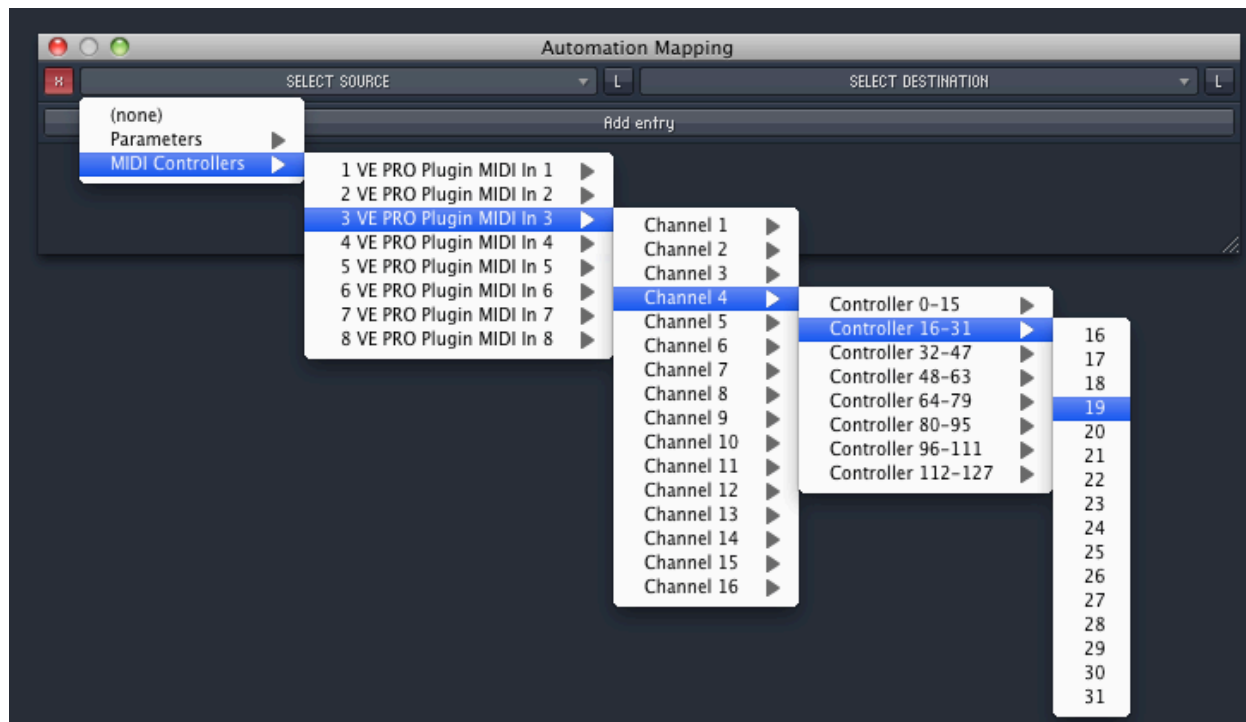 Automation Mapping
X SELECT SOURCE L SELECT DESTINATION L
Add entry
(none)
Parameters
MIDI Controllers
1 VE PRO Plugin MIDI In 1
2 VE PRO Plugin MIDI In 2
3 VE PRO Plugin MIDI In 3
4 VE PRO Plugin MIDI In 4
5 VE PRO Plugin MIDI In 5
6 VE PRO Plugin MIDI In 6
7 VE PRO Plugin MIDI In 7
8 VE PRO Plugin MIDI In 8
Channel 1
Channel 2
Channel 3
Channel 4
Channel 5
Channel 6
Channel 7
Channel 8
Channel 9
Channel 10
Channel 11
Channel 12
Channel 13
Channel 14
Channel 15
Channel 16
Controller 0-15
Controller 16-31
Controller 32-47
Controller 48-63
Controller 64-79
Controller 80-95
Controller 96-111
Controller 112-127
16
17
18
19
20
21
22
23
24
25
26
27
28
29
30
31